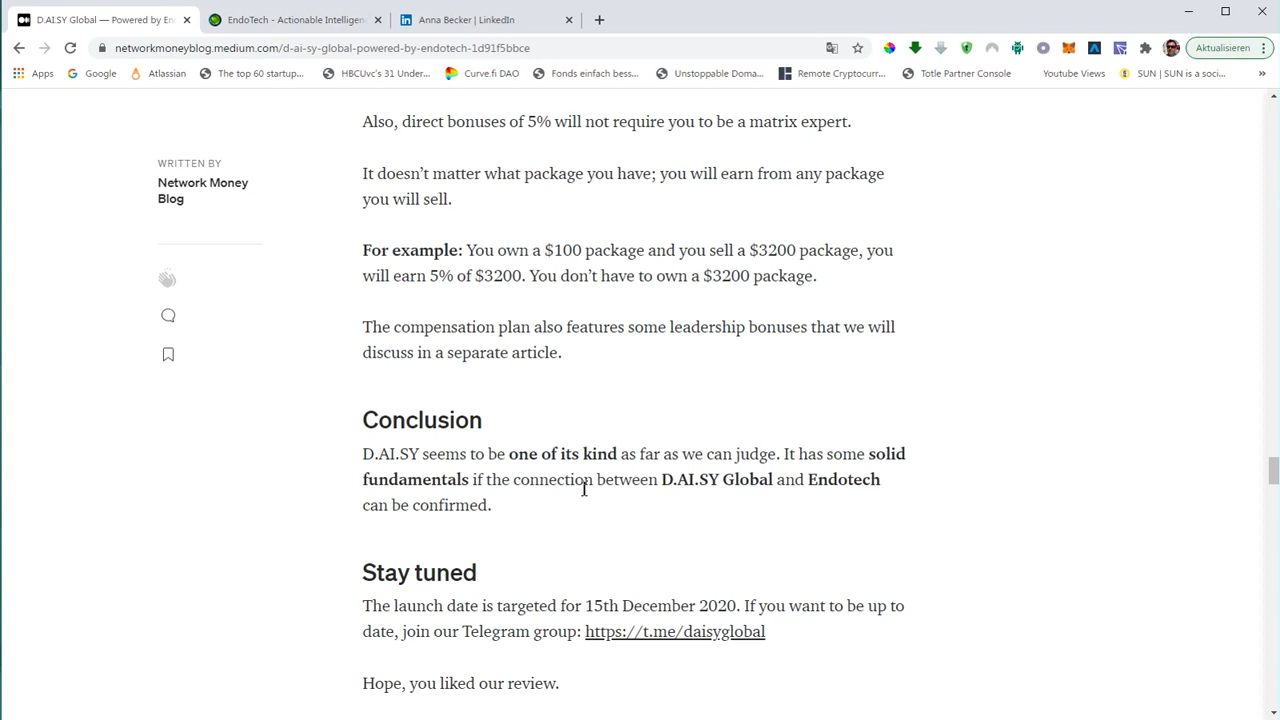 D.AI.SY Global — Powered by En
EndoTech - Actionable Intelligen
Anna Becker | LinkedIn
networkmoneyblog.medium.com/d-ai-sy-global-powered-by-endotech-1d91f5bbce
Aktualisieren
Apps
Google
Atlassian
The top 60 startup...
HBCUvc's 31 Under...
Curve.fi DAO
Fonds einfach bess...
Unstoppable Doma...
Remote Cryptocurr...
Totle Partner Console
Youtube Views
SUN | SUN is a soci...
Also, direct bonuses of 5% will not require you to be a matrix expert.
WRITTEN BY
Network Money
Blog
It doesn't matter what package you have; you will earn from any package
you will sell.
For example: You own a $100 package and you sell a $3200 package, you
will earn 5% of $3200. You don't have to own a $3200 package.
The compensation plan also features some leadership bonuses that we will
discuss in a separate article.
Conclusion
D.AI.SY seems to be one of its kind as far as we can judge. It has some solid
fundamentals if the connection between D.AI.SY Global and Endotech
can be confirmed.
Stay tuned
The launch date is targeted for 15th December 2020. If you want to be up to
date, join our Telegram group: https://t.me/daisyglobal
Hope, you liked our review.